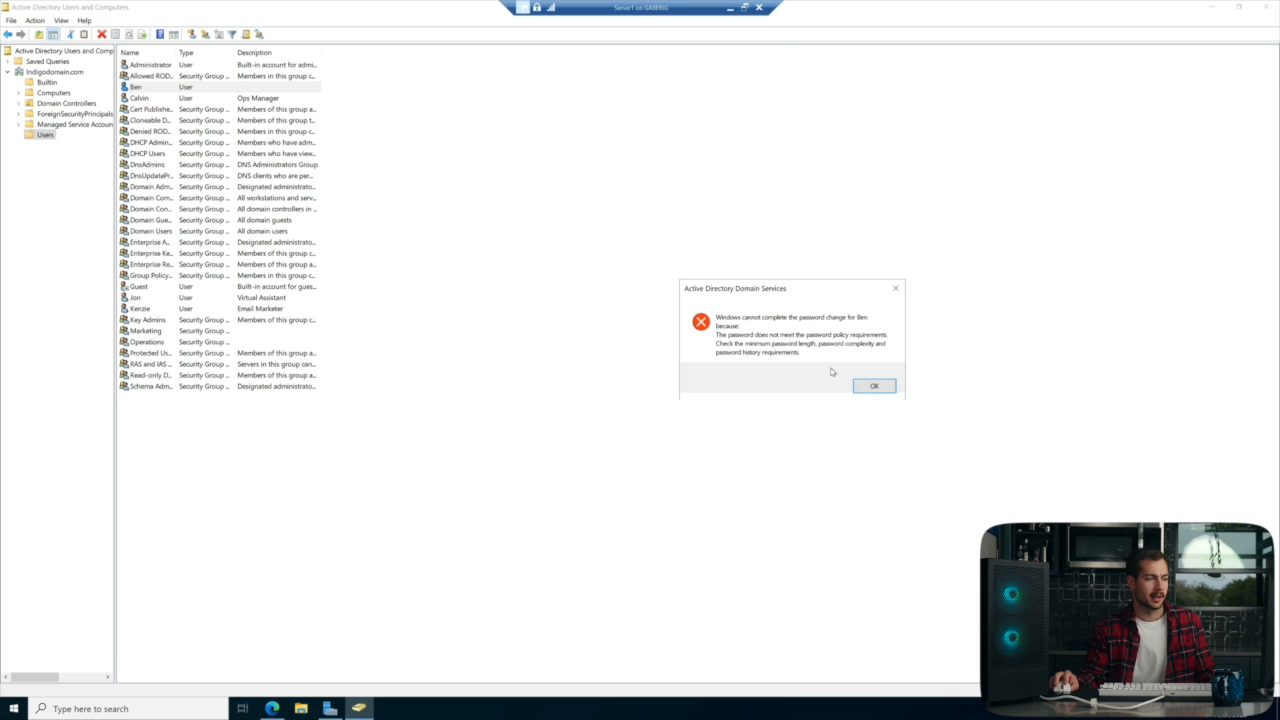 Active Directory Users and Computers
Server1 on GABERIG
File Action View Help
Active Directory Users and Comp
Saved Queries
Indigodomain.com
Builtin
Computers
Domain Controllers
ForeignSecurityPrincipals
Managed Service Accoun
Users
Name Type Description
Administrator User Built-in account for admi...
Allowed ROD... Security Group ... Members in this group c...
Ben User
Calvin User Ops Manager
Cert Publishe... Security Group ... Members of this group a...
Cloneable D... Security Group ... Members of this group t...
Denied ROD... Security Group ... Members in this group c...
DHCP Admin... Security Group ... Members who have adm...
DHCP Users Security Group ... Members who have view...
DnsAdmins Security Group ... DNS Administrators Group
DnsUpdatePr... Security Group ... DNS clients who are per...
Domain Adm... Security Group ... Designated administrato...
Domain Com... Security Group ... All workstations and serv...
Domain Con... Security Group ... All domain controllers in ...
Domain Gue... Security Group ... All domain guests
Domain Users Security Group ... All domain users
Enterprise A... Security Group ... Designated administrato...
Enterprise Ke... Security Group ... Members of this group c...
Enterprise Re... Security Group ... Members of this group a...
Group Policy... Security Group ... Members in this group c...
Guest User Built-in account for gues...
Jon User Virtual Assistant
Kenzie User Email Marketer
Key Admins Security Group ... Members of this group c...
Marketing Security Group ...
Operations Security Group ...
Protected Us... Security Group ... Members of this group a...
RAS and IAS ... Security Group ... Servers in this group can...
Read-only D... Security Group ... Members of this group a...
Schema Adm... Security Group ... Designated administrato...
Active Directory Domain Services
Windows cannot complete the password change for Ben
because:
The password does not meet the password policy requirements.
Check the minimum password length, password complexity and
password history requirements.
OK
Type here to search